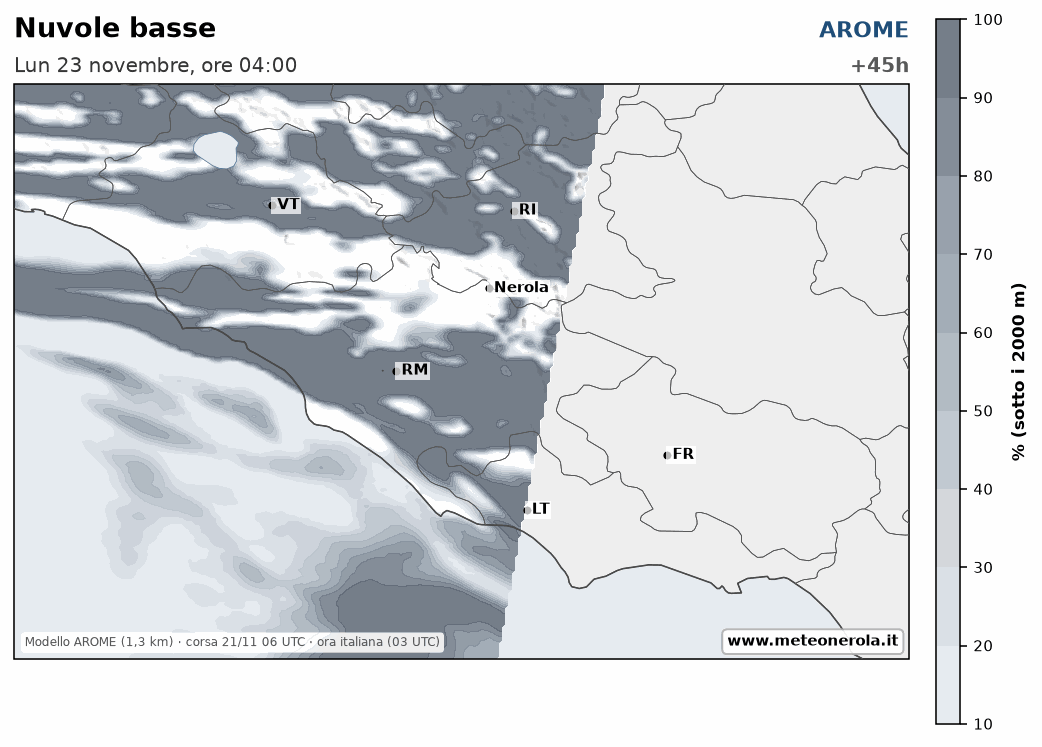 Nuvole basse
AROME
Lun 23 novembre, ore 04:00
+45h
VT
RI
Nerola
RM
FR
LT
Modello AROME (1,3 km) · corsa 21/11 06 UTC · ora italiana (03 UTC)
www.meteonerola.it
100
90
80
70
60
50
40
30
20
10
% (sotto i 2000 m)